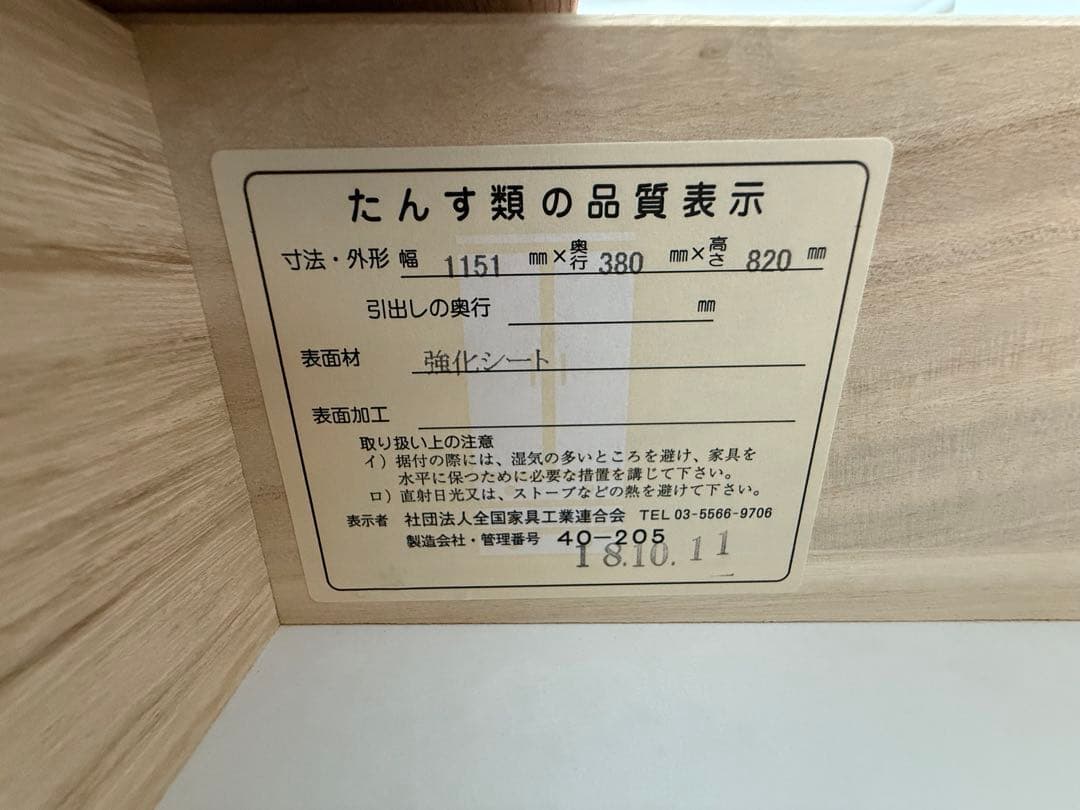 たんす類の品質表示
寸法・外形 幅 1151 mm×奥行 380 mm×高さ 820 mm
引出しの奥行 mm
表面材 強化シート
表面加工
取り扱い上の注意
イ）据付の際には、湿気の多いところを避け、家具を
水平に保つために必要な措置を講じて下さい。
ロ）直射日光又は、ストーブなどの熱を避けて下さい。
表示者 社団法人全国家具工業連合会 TEL 03-5566-9706
製造会社・管理番号 40-205
18.10.11